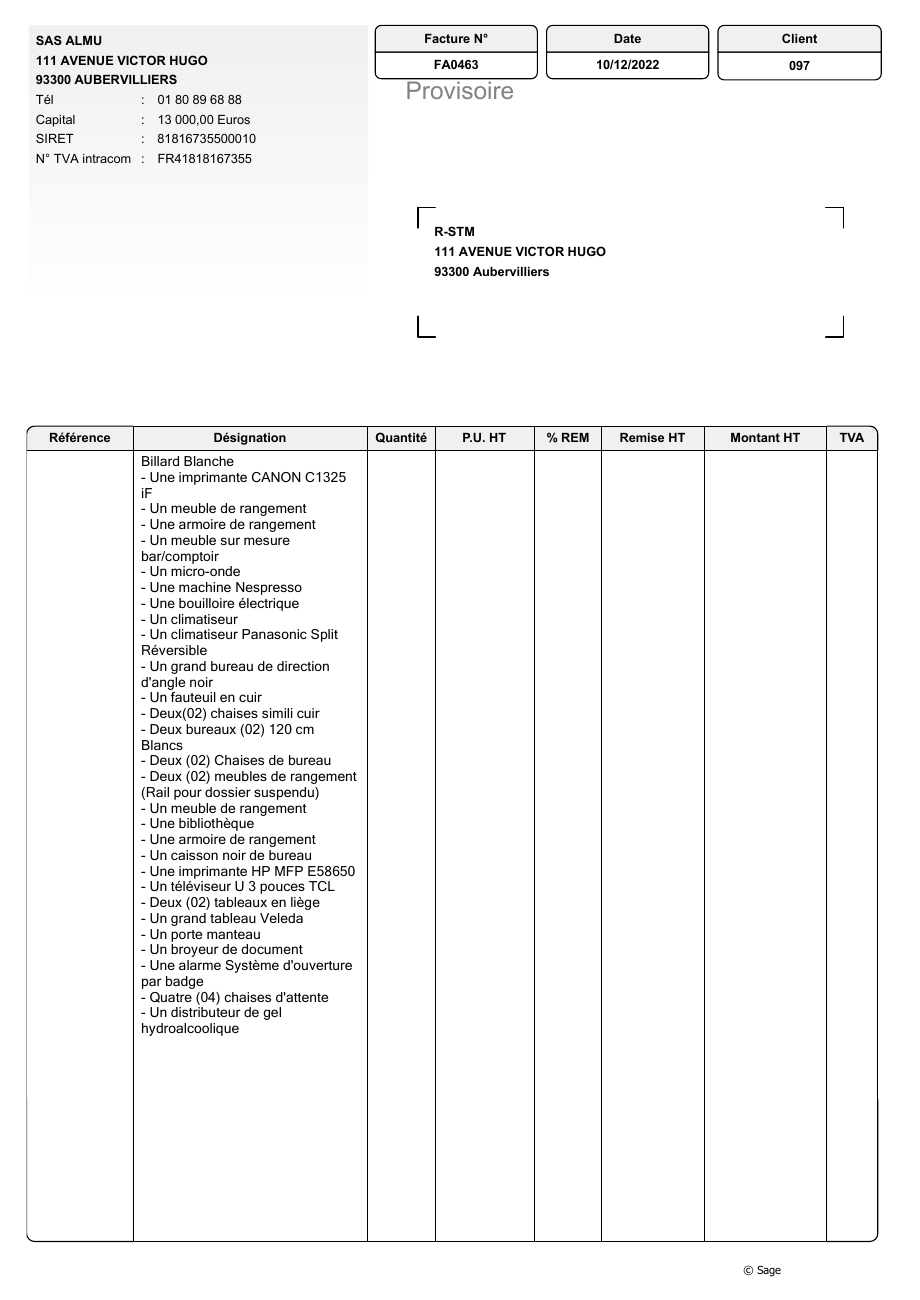 SAS ALMU
111 AVENUE VICTOR HUGO
93300 AUBERVILLIERS
Tél : 01 80 89 68 88
Capital : 13 000,00 Euros
SIRET : 81816735500010
N° TVA intracom : FR41818167355
Facture N° Date Client
FA0463 10/12/2022 097
Provisoire
R-STM
111 AVENUE VICTOR HUGO
93300 Aubervilliers
Référence Désignation Quantité P.U. HT % REM Remise HT Montant HT TVA
Billard Blanche
- Une imprimante CANON C1325
iF
- Un meuble de rangement
- Une armoire de rangement
- Un meuble sur mesure
bar/comptoir
- Un micro-onde
- Une machine Nespresso
- Une bouilloire électrique
- Un climatiseur
- Un climatiseur Panasonic Split
Réversible
- Un grand bureau de direction
d'angle noir
- Un fauteuil en cuir
- Deux(02) chaises simili cuir
- Deux bureaux (02) 120 cm
Blancs
- Deux (02) Chaises de bureau
- Deux (02) meubles de rangement
(Rail pour dossier suspendu)
- Un meuble de rangement
- Une bibliothèque
- Une armoire de rangement
- Un caisson noir de bureau
- Une imprimante HP MFP E58650
- Un téléviseur U 3 pouces TCL
- Deux (02) tableaux en liège
- Un grand tableau Veleda
- Un porte manteau
- Un broyeur de document
- Une alarme Système d'ouverture
par badge
- Quatre (04) chaises d'attente
- Un distributeur de gel
hydroalcoolique
© Sage